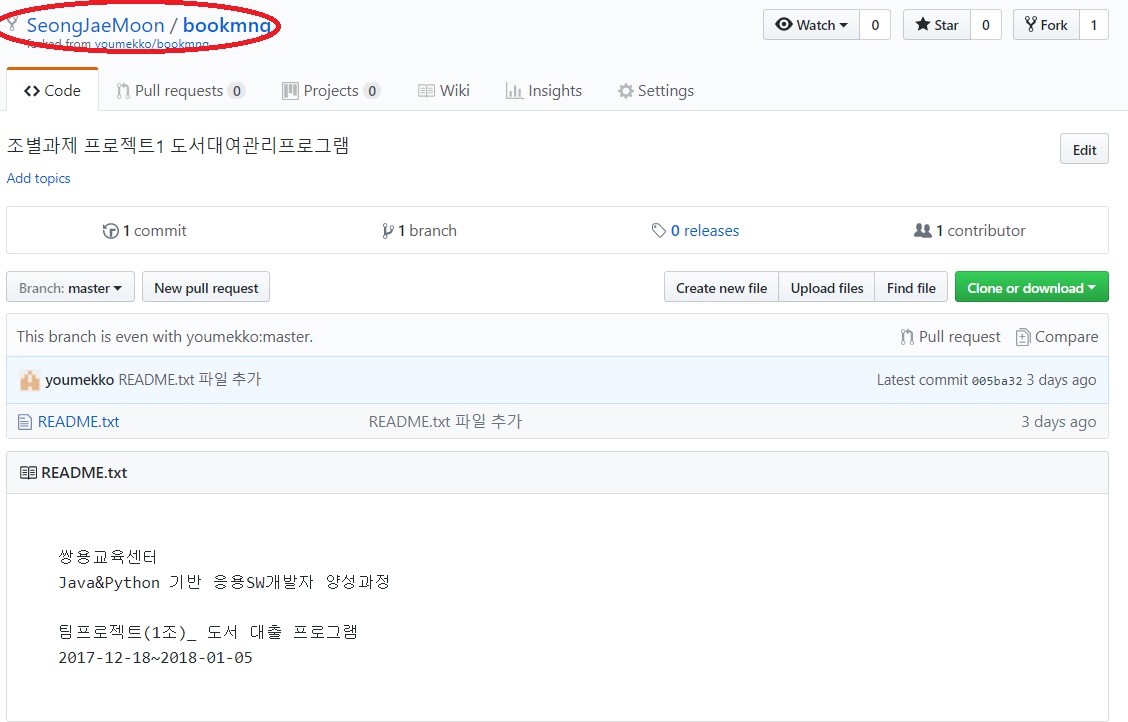 SeongJaeMoon / bookmng
forked from youmekko/bookmng
Watch 0 Star 0 Fork 1
Code Pull requests 0 Projects 0 Wiki Insights Settings
조별과제 프로젝트1 도서대여관리프로그램
Edit
Add topics
1 commit 1 branch 0 releases 1 contributor
Branch: master New pull request Create new file Upload files Find file Clone or download
This branch is even with youmekko:master. Pull request Compare
youmekko README.txt 파일 추가 Latest commit 005ba32 3 days ago
README.txt README.txt 파일 추가 3 days ago
README.txt
쌍용교육센터
Java&Python 기반 응용SW개발자 양성과정
팀프로젝트(1조)_ 도서 대출 프로그램
2017-12-18~2018-01-05